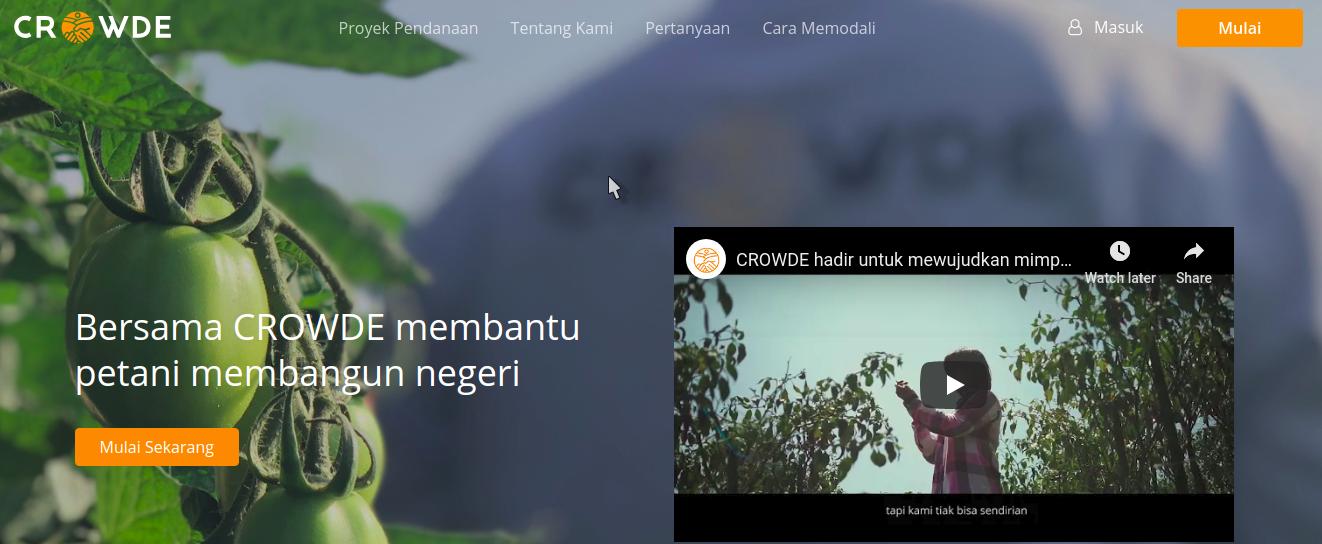 CROWDE
Proyek Pendanaan
Tentang Kami
Pertanyaan
Cara Memodali
Masuk
Mulai
CROWDE
CROWDE hadir untuk mewujudkan mimp...
Watch later
Share
Bersama CROWDE membantu
petani membangun negeri
Mulai Sekarang
tapi kami tiak bisa sendirian